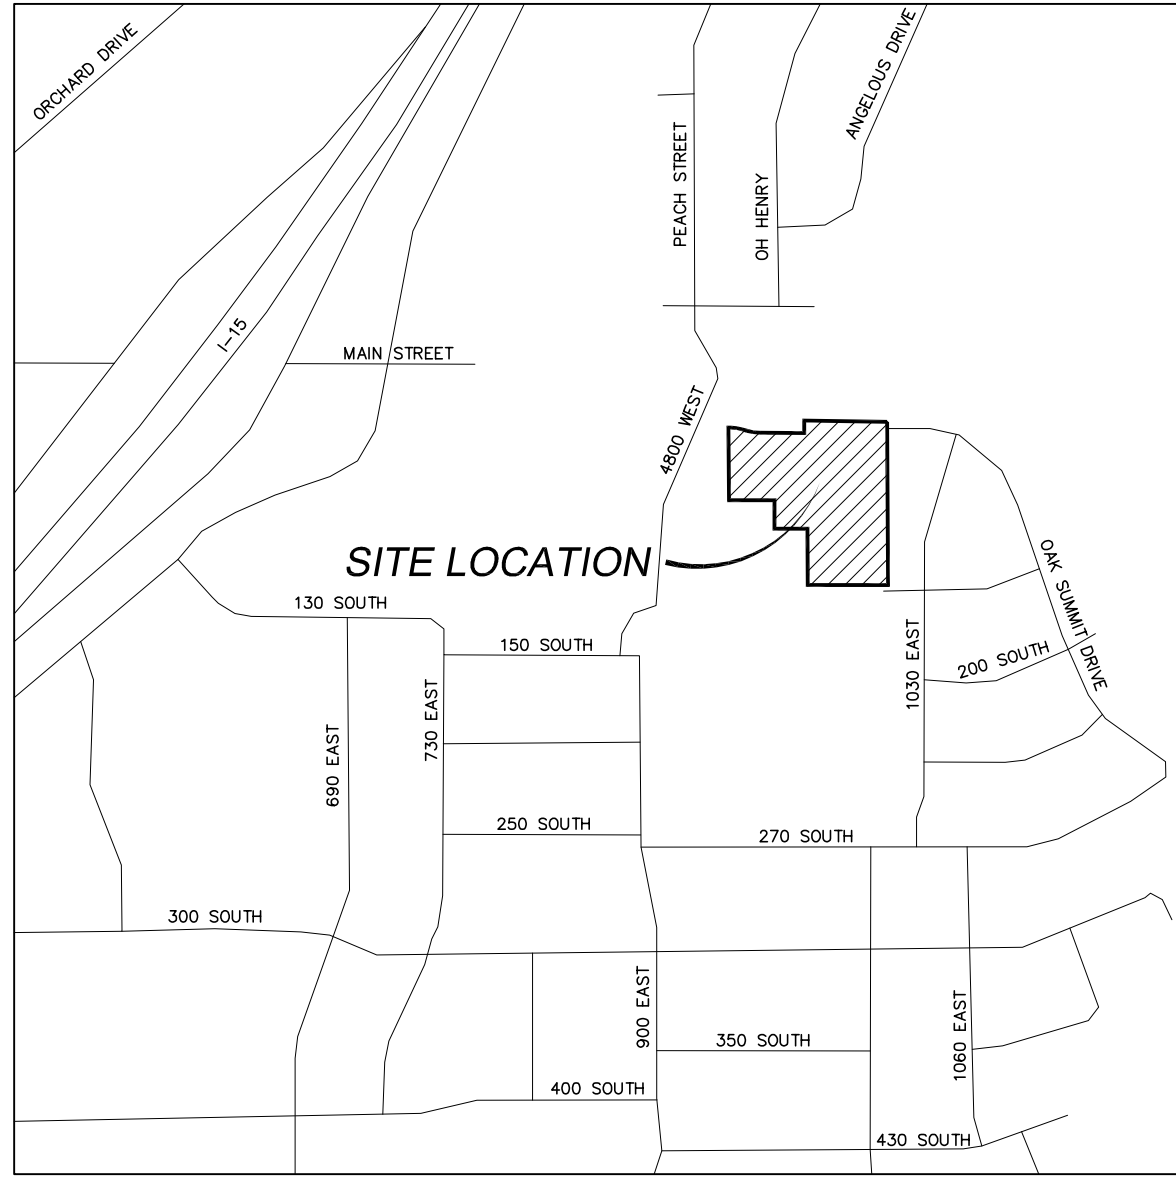 ORCHARD DRIVE
ANGELOUS DRIVE
PEACH STREET
OH HENRY
I-15
MAIN STREET
4800 WEST
SITE LOCATION
OAK SUMMIT DRIVE
130 SOUTH
150 SOUTH
200 SOUTH
1030 EAST
730 EAST
690 EAST
250 SOUTH
270 SOUTH
300 SOUTH
900 EAST
1060 EAST
350 SOUTH
400 SOUTH
430 SOUTH